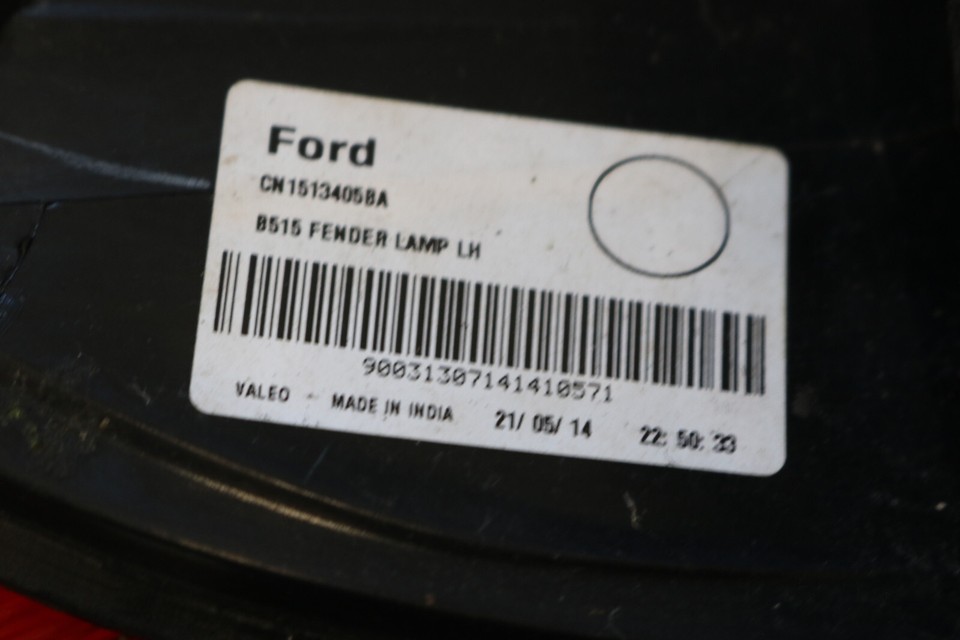 Ford
CN1513405BA
B515 FENDER LAMP LH
90031307141410571
VALEO - MADE IN INDIA 21/ 05/ 14 22: 50: 33